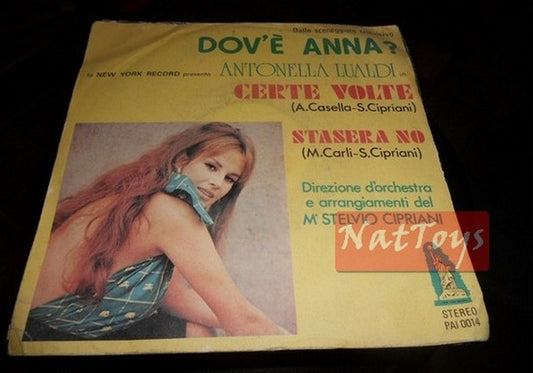 Dallo sceneggiato televisivo
DOV'È ANNA?
la NEW YORK RECORD presenta
ANTONELLA LUALDI in
CERTE VOLTE
(A.Casella-S.Cipriani)
STASERA NO
(M.Carli-S.Cipriani)
Direzione d'orchestra
e arrangiamenti del
M° STELVIO CIPRIANI
NatToys
STEREO
PAI 0014